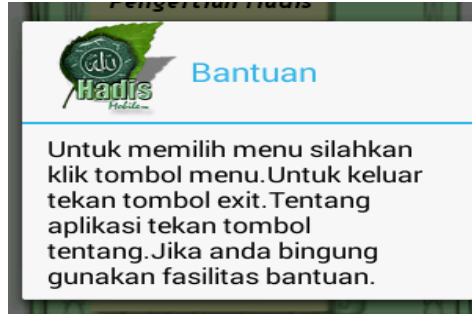 Pengertian Hadis
Hadis
Mobile
Bantuan
Untuk memilih menu silahkan
klik tombol menu.Untuk keluar
tekan tombol exit.Tentang
aplikasi tekan tombol
tentang.Jika anda bingung
gunakan fasilitas bantuan.